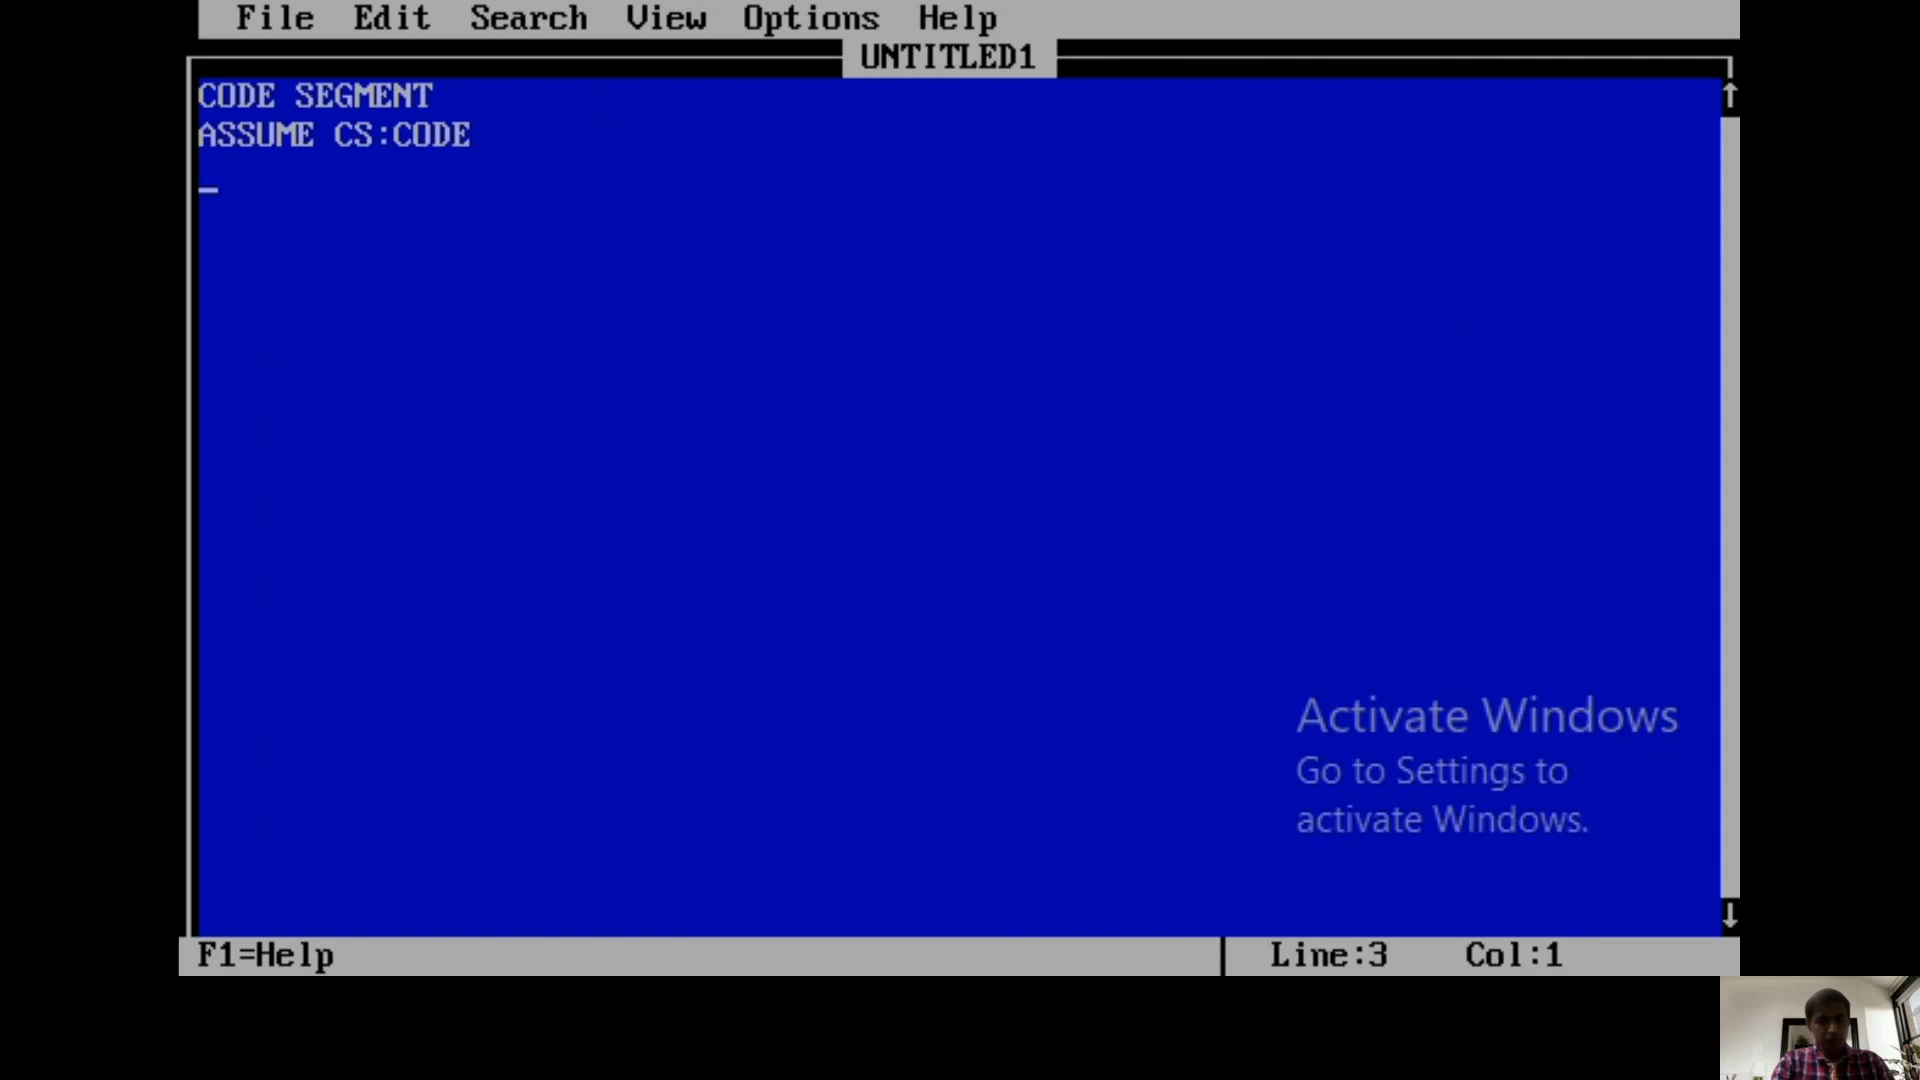 File Edit Search View Options Help
UNTITLED1
CODE SEGMENT
ASSUME CS:CODE
Activate Windows
Go to Settings to
activate Windows.
F1=Help Line:3 Col:1